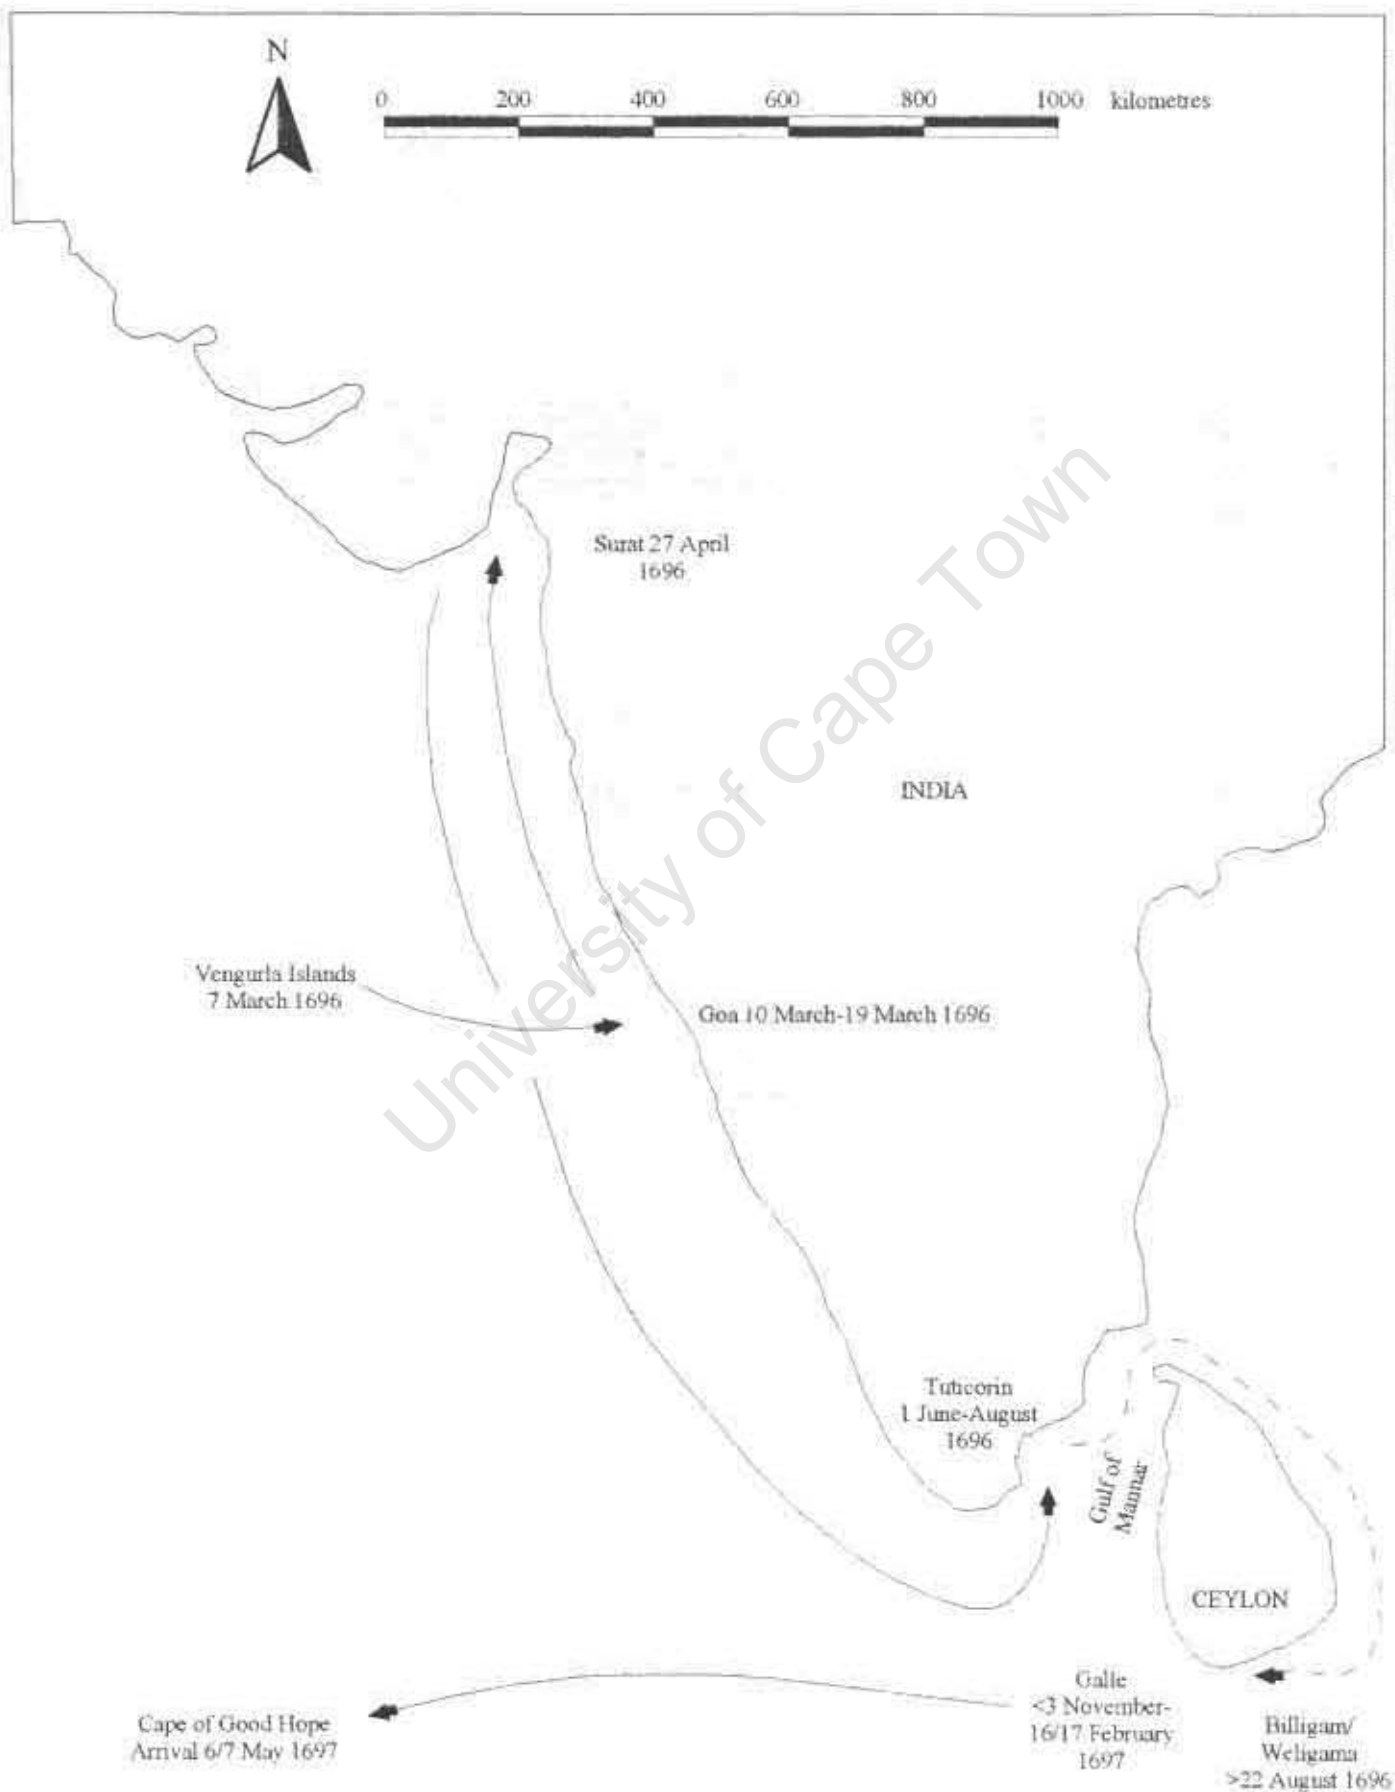 N
0 200 400 600 800 1000 kilometres
Surat 27 April
1696
INDIA
Vengurla Islands
7 March 1696
Goa 10 March-19 March 1696
Tuticorin
1 June-August
1696
Gulf of
Mannar
CEYLON
Galle
<3 November-
16/17 February
1697
Cape of Good Hope
Arrival 6/7 May 1697
Billigam/
Weligama
>22 August 1696
University of Cape Town